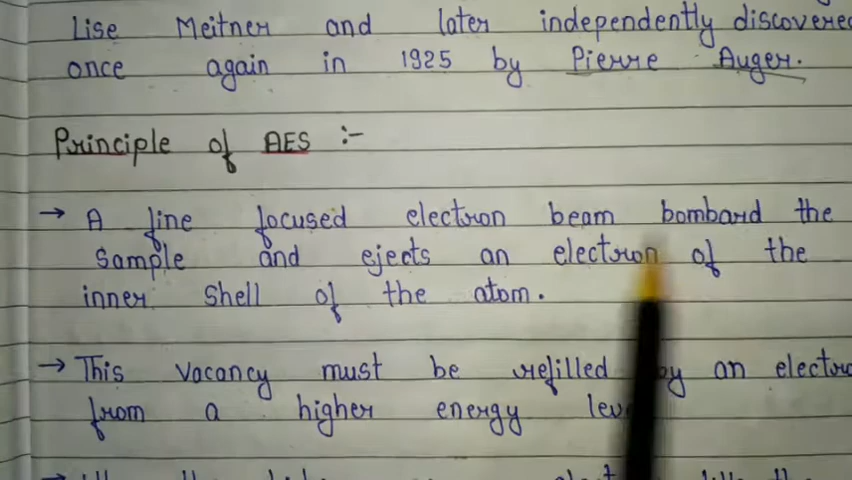 Lise Meitner and later independently discovered
once again in 1925 by Pierre Auger.
Principle of AES :-
→ A fine focused electron beam bombard the
sample and ejects an electron of the
inner shell of the atom.
→ This vacancy must be refilled by an electro
from a higher energy